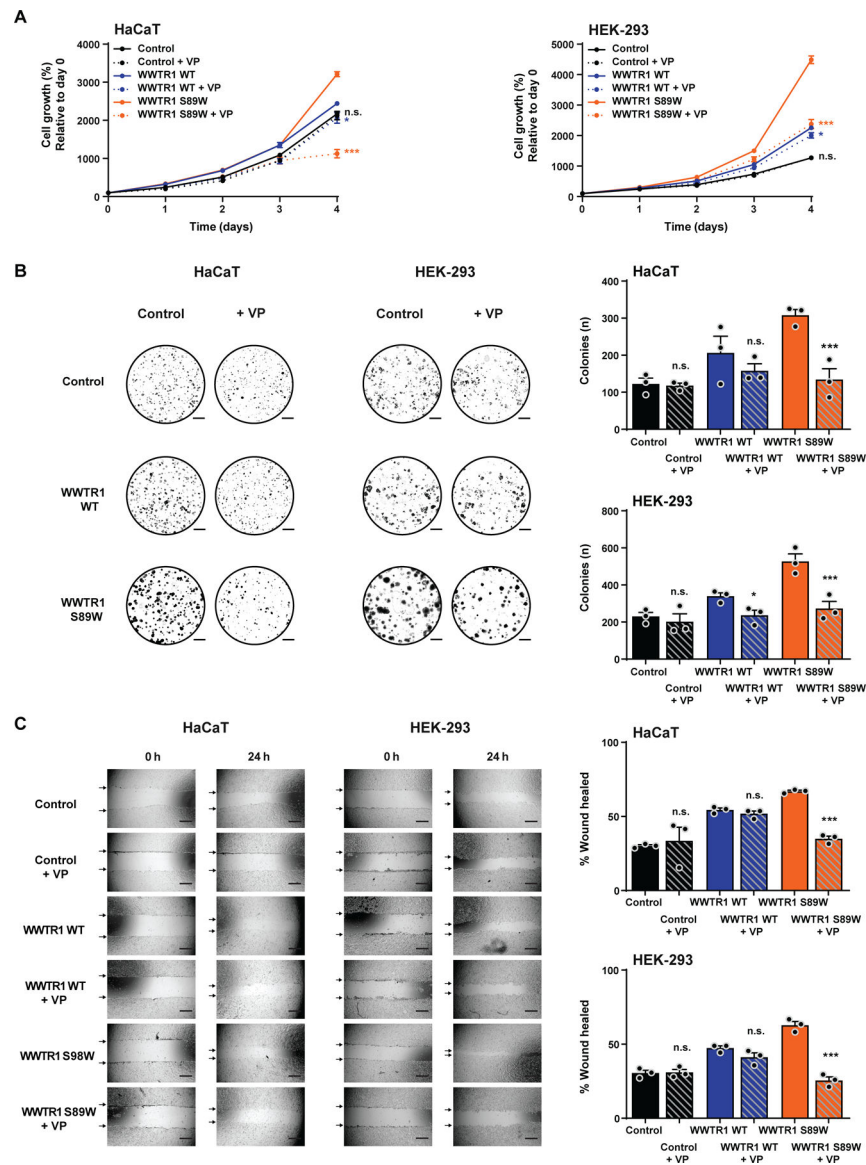 A
HaCaT
Cell growth (%)
Relative to day 0
4000
3000
2000
1000
0
0
1
2
3
4
Time (days)
Control
Control + VP
WWTR1 WT
WWTR1 WT + VP
WWTR1 S89W
WWTR1 S89W + VP
n.s.
*
***
HEK-293
Cell growth (%)
Relative to day 0
5000
4000
3000
2000
1000
0
0
1
2
3
4
Time (days)
Control
Control + VP
WWTR1 WT
WWTR1 WT + VP
WWTR1 S89W
WWTR1 S89W + VP
***
*
n.s.
B
HaCaT
HEK-293
Control
+ VP
Control
+ VP
Control
WWTR1
WT
WWTR1
S89W
HaCaT
Colonies (n)
400
300
200
100
0
n.s.
n.s.
***
Control
WWTR1 WT
WWTR1 S89W
Control
+ VP
WWTR1 WT
+ VP
WWTR1 S89W
+ VP
HEK-293
Colonies (n)
800
600
400
200
0
n.s.
*
***
Control
WWTR1 WT
WWTR1 S89W
Control
+ VP
WWTR1 WT
+ VP
WWTR1 S89W
+ VP
C
HaCaT
HEK-293
0 h
24 h
0 h
24 h
Control
Control
+ VP
WWTR1 WT
WWTR1 WT
+ VP
WWTR1 S98W
WWTR1 S89W
+ VP
HaCaT
% Wound healed
100
50
0
n.s.
n.s.
***
Control
WWTR1 WT
WWTR1 S89W
Control
+ VP
WWTR1 WT
+ VP
WWTR1 S89W
+ VP
HEK-293
% Wound healed
100
50
0
n.s.
n.s.
***
Control
WWTR1 WT
WWTR1 S89W
Control
+ VP
WWTR1 WT
+ VP
WWTR1 S89W
+ VP